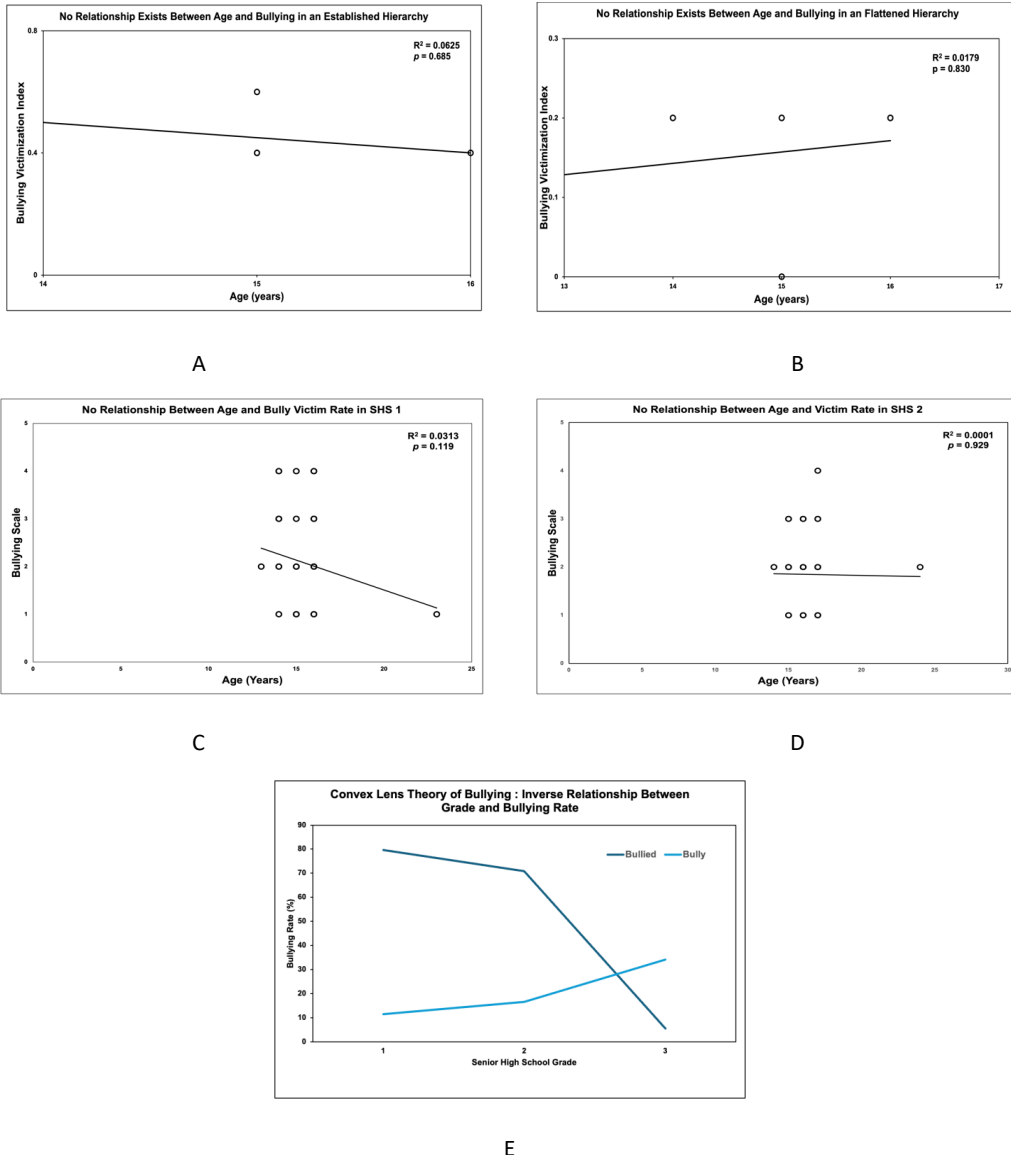 No Relationship Exists Between Age and Bullying in an Established Hierarchy
R² = 0.0625
p = 0.685
0.8
0.4
0
14
15
16
Bullying Victimization Index
Age (years)
A
No Relationship Exists Between Age and Bullying in an Flattened Hierarchy
R² = 0.0179
p = 0.830
0.3
0.2
0.1
0
13
14
15
16
17
Bullying Victimization Index
Age (years)
B
No Relationship Between Age and Bully Victim Rate in SHS 1
R² = 0.0313
p = 0.119
5
4
3
2
1
0
0
5
10
15
20
25
Bullying Scale
Age (Years)
C
No Relationship Between Age and Victim Rate in SHS 2
R² = 0.0001
p = 0.929
5
4
3
2
1
0
0
5
10
15
20
25
30
Bullying Scale
Age (Years)
D
Convex Lens Theory of Bullying : Inverse Relationship Between
Grade and Bullying Rate
Bullied
Bully
90
80
70
60
50
40
30
20
10
0
1
2
3
Bullying Rate (%)
Senior High School Grade
E